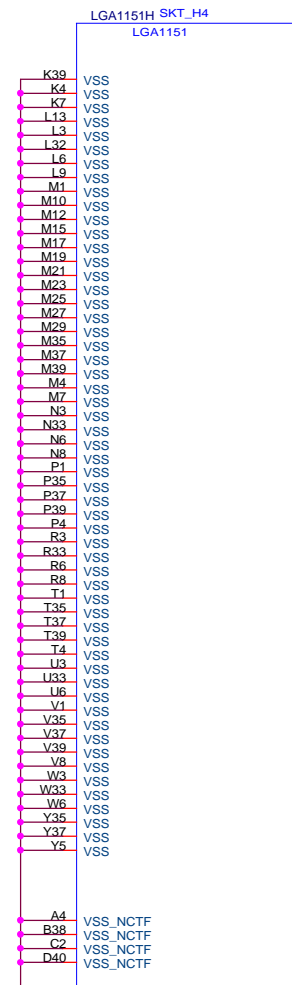 LGA1151H SKT_H4
LGA1151
K39 VSS
K4 VSS
K7 VSS
L13 VSS
L3 VSS
L32 VSS
L6 VSS
L9 VSS
M1 VSS
M10 VSS
M12 VSS
M15 VSS
M17 VSS
M19 VSS
M21 VSS
M23 VSS
M25 VSS
M27 VSS
M29 VSS
M35 VSS
M37 VSS
M39 VSS
M4 VSS
M7 VSS
N3 VSS
N33 VSS
N6 VSS
N8 VSS
P1 VSS
P35 VSS
P37 VSS
P39 VSS
P4 VSS
R3 VSS
R33 VSS
R6 VSS
R8 VSS
T1 VSS
T35 VSS
T37 VSS
T39 VSS
T4 VSS
U3 VSS
U33 VSS
U6 VSS
V1 VSS
V35 VSS
V37 VSS
V39 VSS
V8 VSS
W3 VSS
W33 VSS
W6 VSS
Y35 VSS
Y37 VSS
Y5 VSS
A4 VSS_NCTF
B38 VSS_NCTF
C2 VSS_NCTF
D40 VSS_NCTF